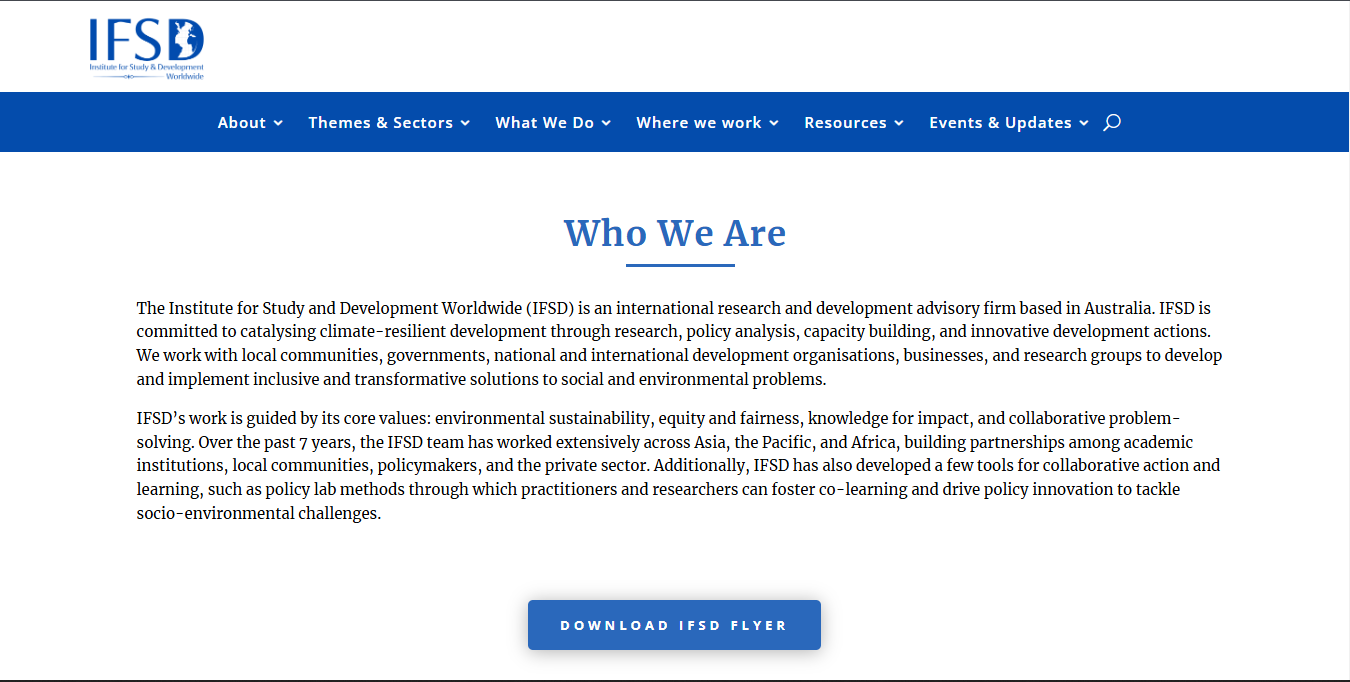 IFSD
Institute for Study & Development
Worldwide
About
Themes & Sectors
What We Do
Where we work
Resources
Events & Updates
Who We Are
The Institute for Study and Development Worldwide (IFSD) is an international research and development advisory firm based in Australia. IFSD is
committed to catalysing climate-resilient development through research, policy analysis, capacity building, and innovative development actions.
We work with local communities, governments, national and international development organisations, businesses, and research groups to develop
and implement inclusive and transformative solutions to social and environmental problems.
IFSD’s work is guided by its core values: environmental sustainability, equity and fairness, knowledge for impact, and collaborative problem-
solving. Over the past 7 years, the IFSD team has worked extensively across Asia, the Pacific, and Africa, building partnerships among academic
institutions, local communities, policymakers, and the private sector. Additionally, IFSD has also developed a few tools for collaborative action and
learning, such as policy lab methods through which practitioners and researchers can foster co-learning and drive policy innovation to tackle
socio-environmental challenges.
DOWNLOAD IFSD FLYER